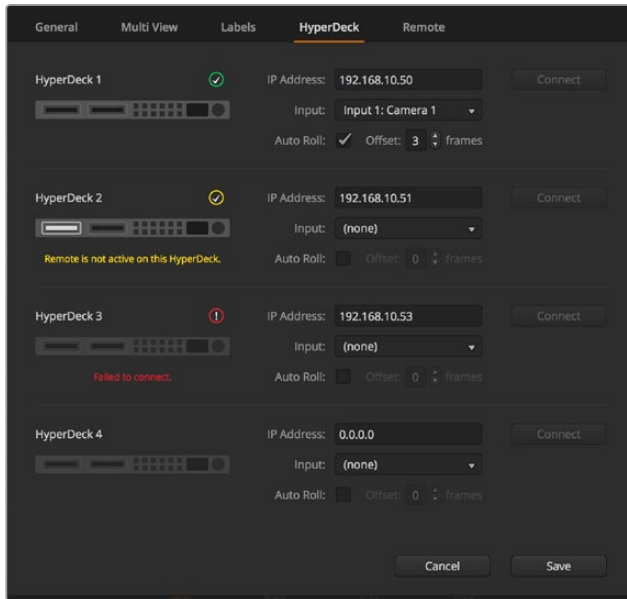 General Multi View Labels HyperDeck Remote
HyperDeck 1 IP Address: 192.168.10.50 Connect
Input: Input 1: Camera 1
Auto Roll: Offset: 3 frames
HyperDeck 2 IP Address: 192.168.10.51 Connect
Input: (none)
Remote is not active on this HyperDeck. Auto Roll: Offset: 0 frames
HyperDeck 3 IP Address: 192.168.10.53 Connect
Input: (none)
Failed to connect. Auto Roll: Offset: 0 frames
HyperDeck 4 IP Address: 0.0.0.0 Connect
Input: (none)
Auto Roll: Offset: 0 frames
Cancel Save